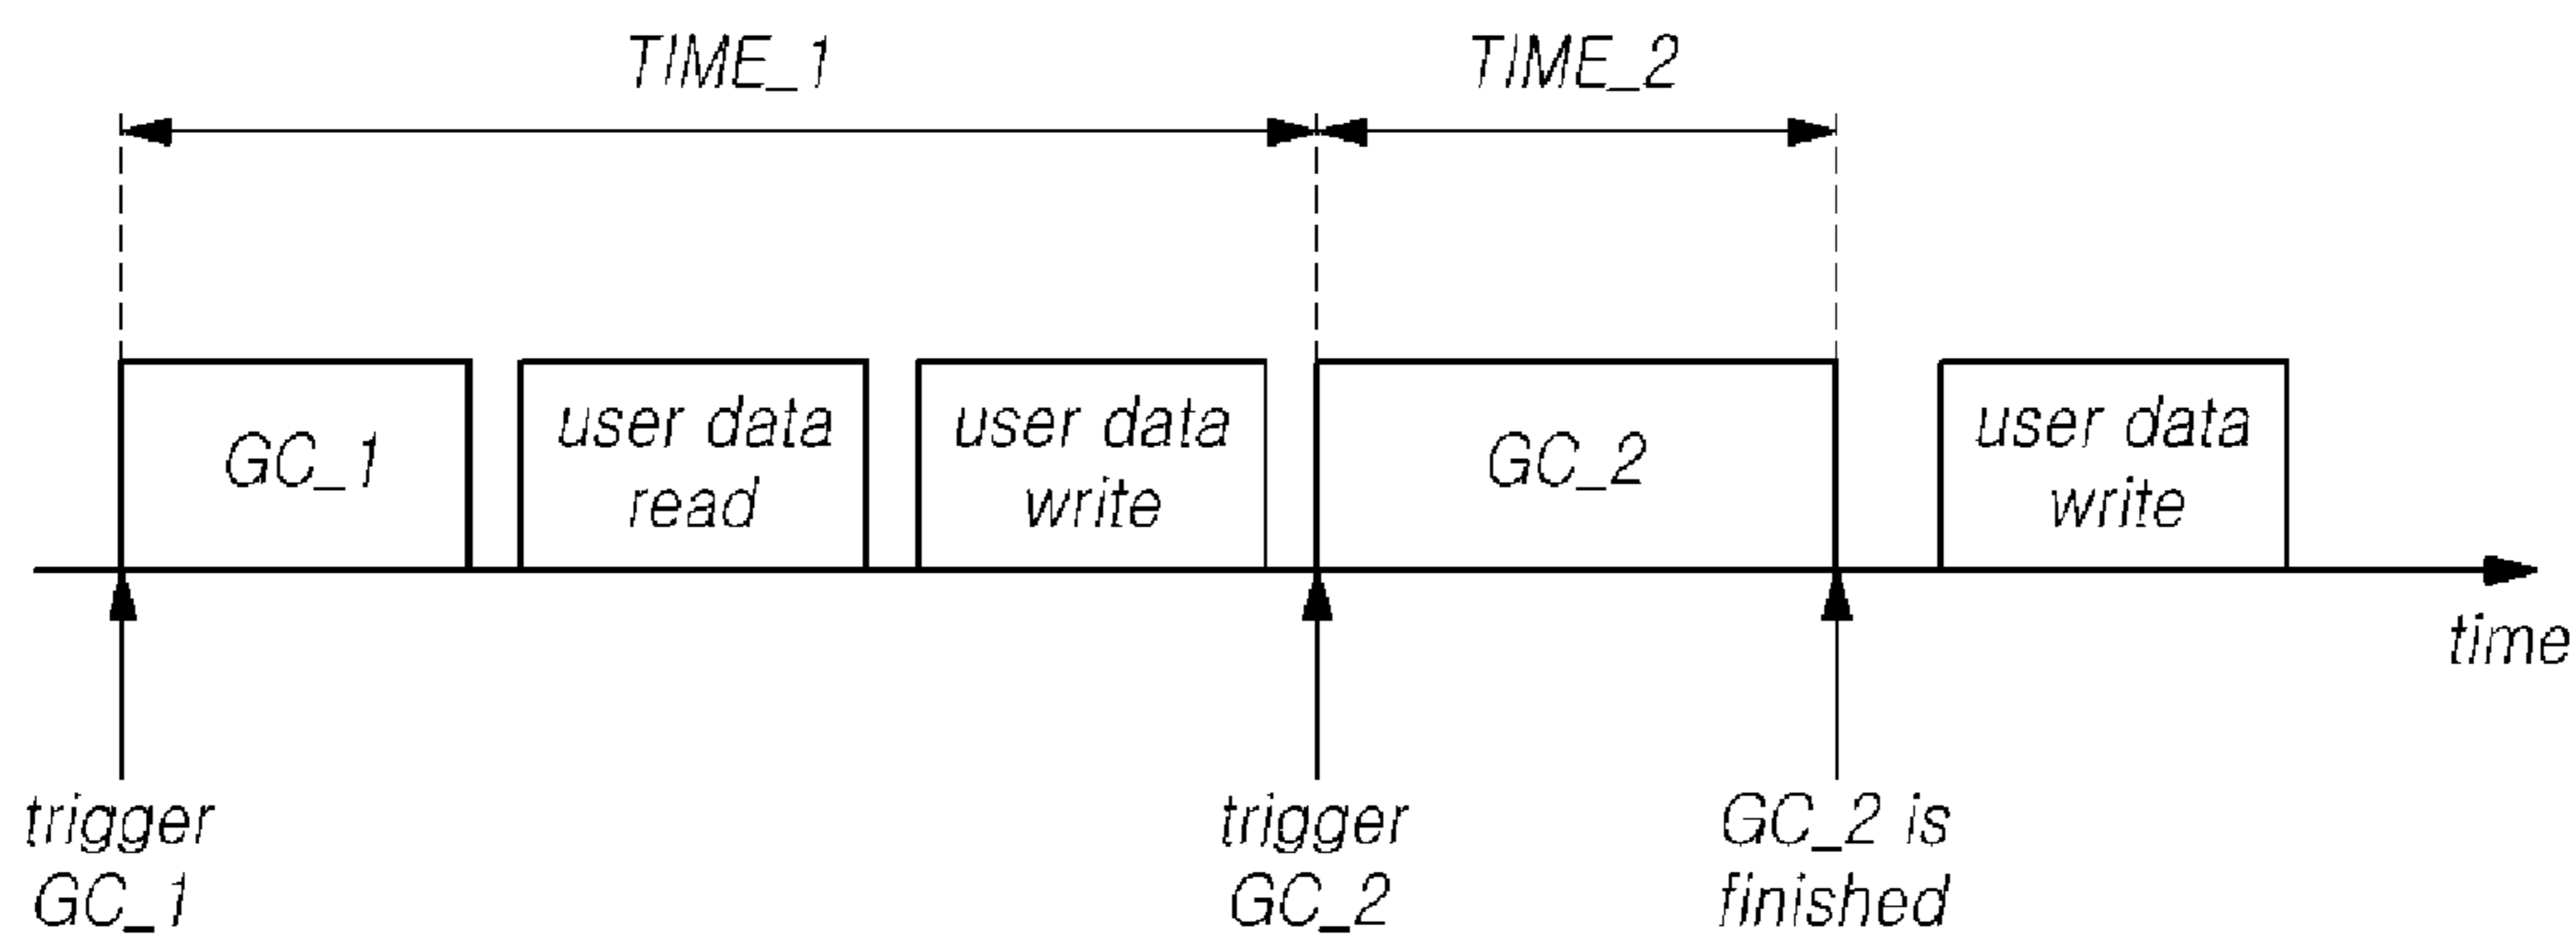 TIME_1
TIME_2
GC_1
user data
read
user data
write
GC_2
user data
write
time
trigger
GC_1
trigger
GC_2
GC_2 is
finished